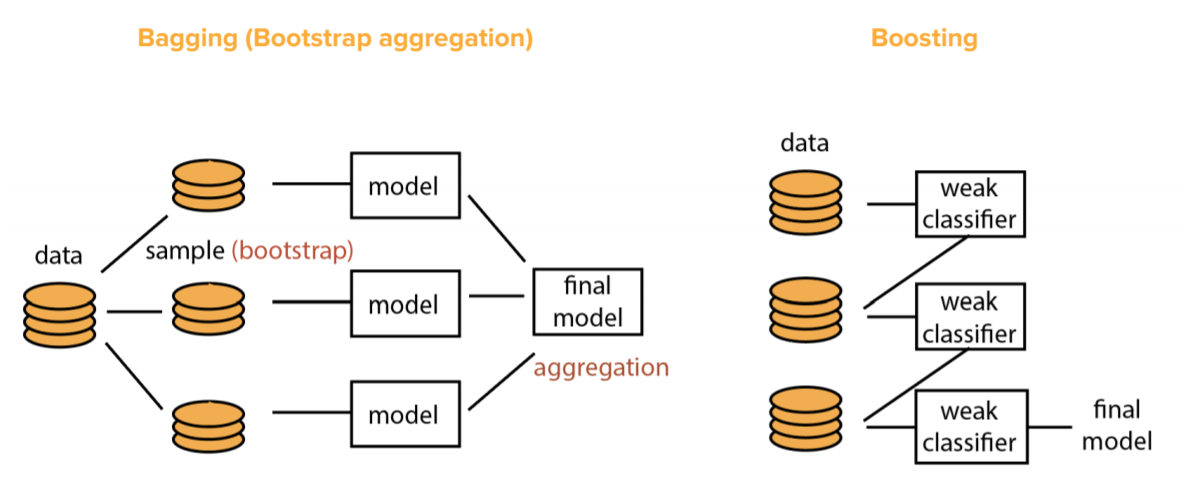 Bagging (Bootstrap aggregation)
data
sample (bootstrap)
model
model
model
final
model
aggregation
Boosting
data
weak
classifier
weak
classifier
weak
classifier
final
model